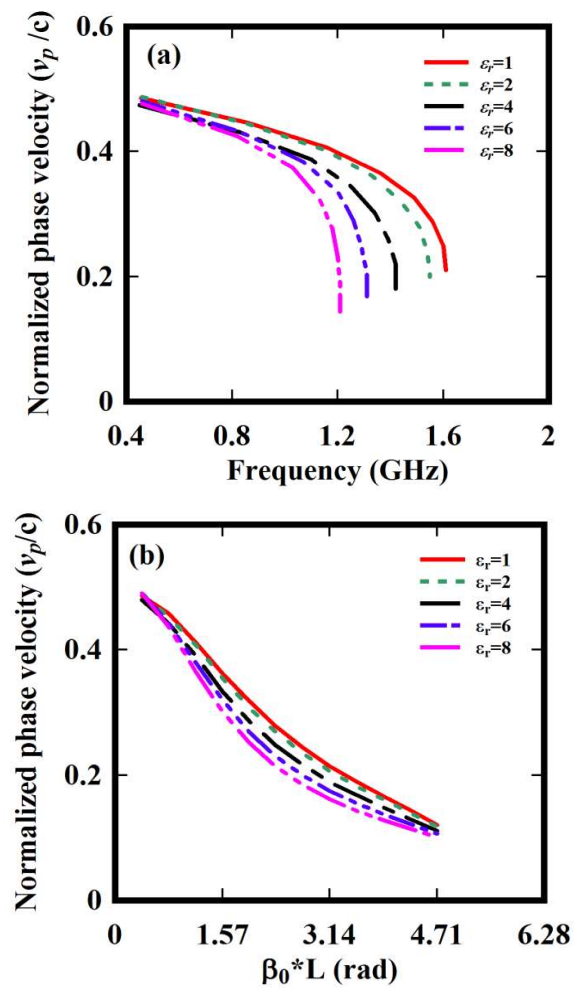 Normalized phase velocity (vp /c)
0.6
0.4
0.2
0
(a)
εr=1
εr=2
εr=4
εr=6
εr=8
0.4
0.8
1.2
1.6
2
Frequency (GHz)
Normalized phase velocity (vp/c)
0.6
0.4
0.2
0
(b)
εr=1
εr=2
εr=4
εr=6
εr=8
0
1.57
3.14
4.71
6.28
β0*L (rad)